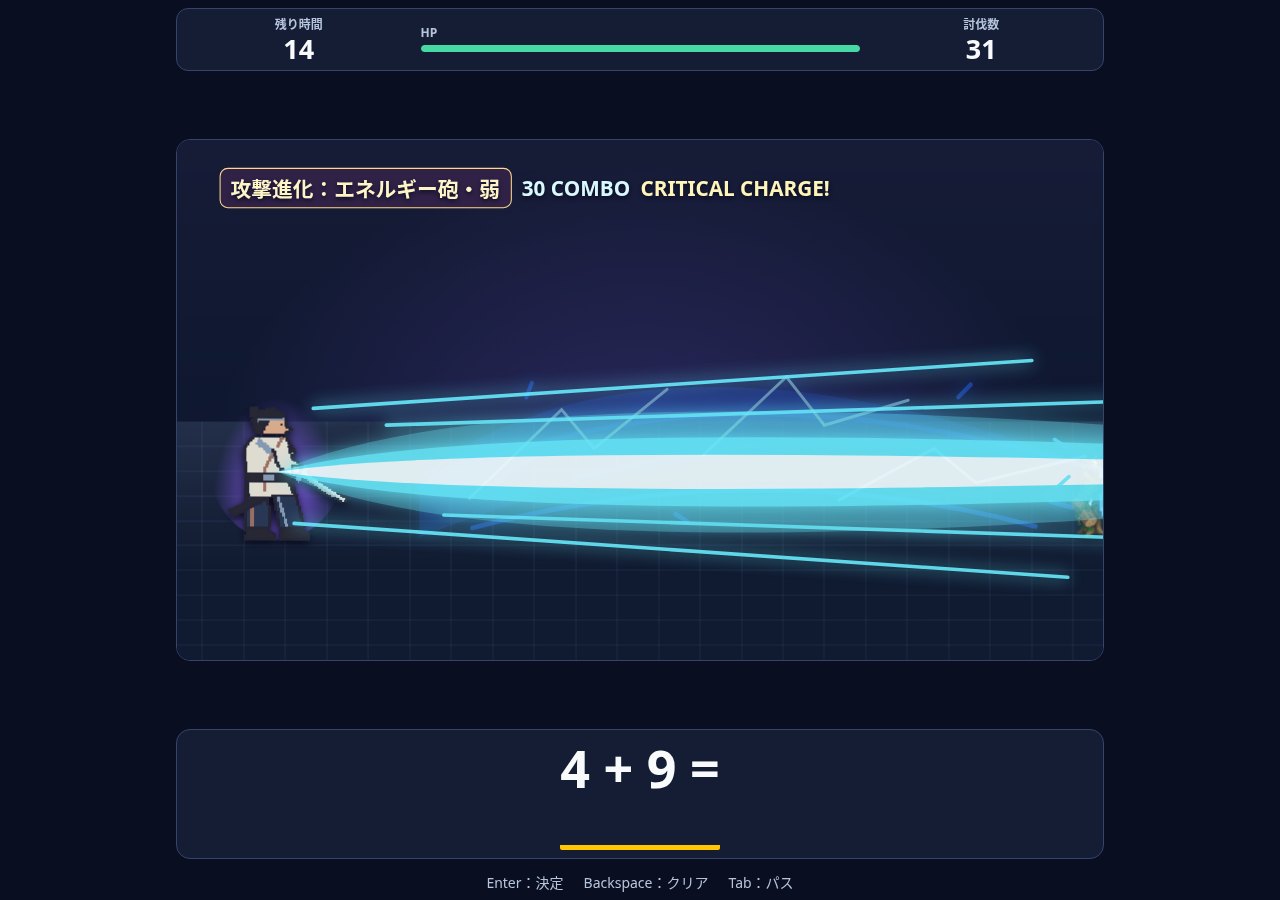 残り時間
14
HP
討伐数
31
攻撃進化：エネルギー砲・弱 30 COMBO CRITICAL CHARGE!
4 + 9 =
Enter：決定 Backspace：クリア Tab：パス